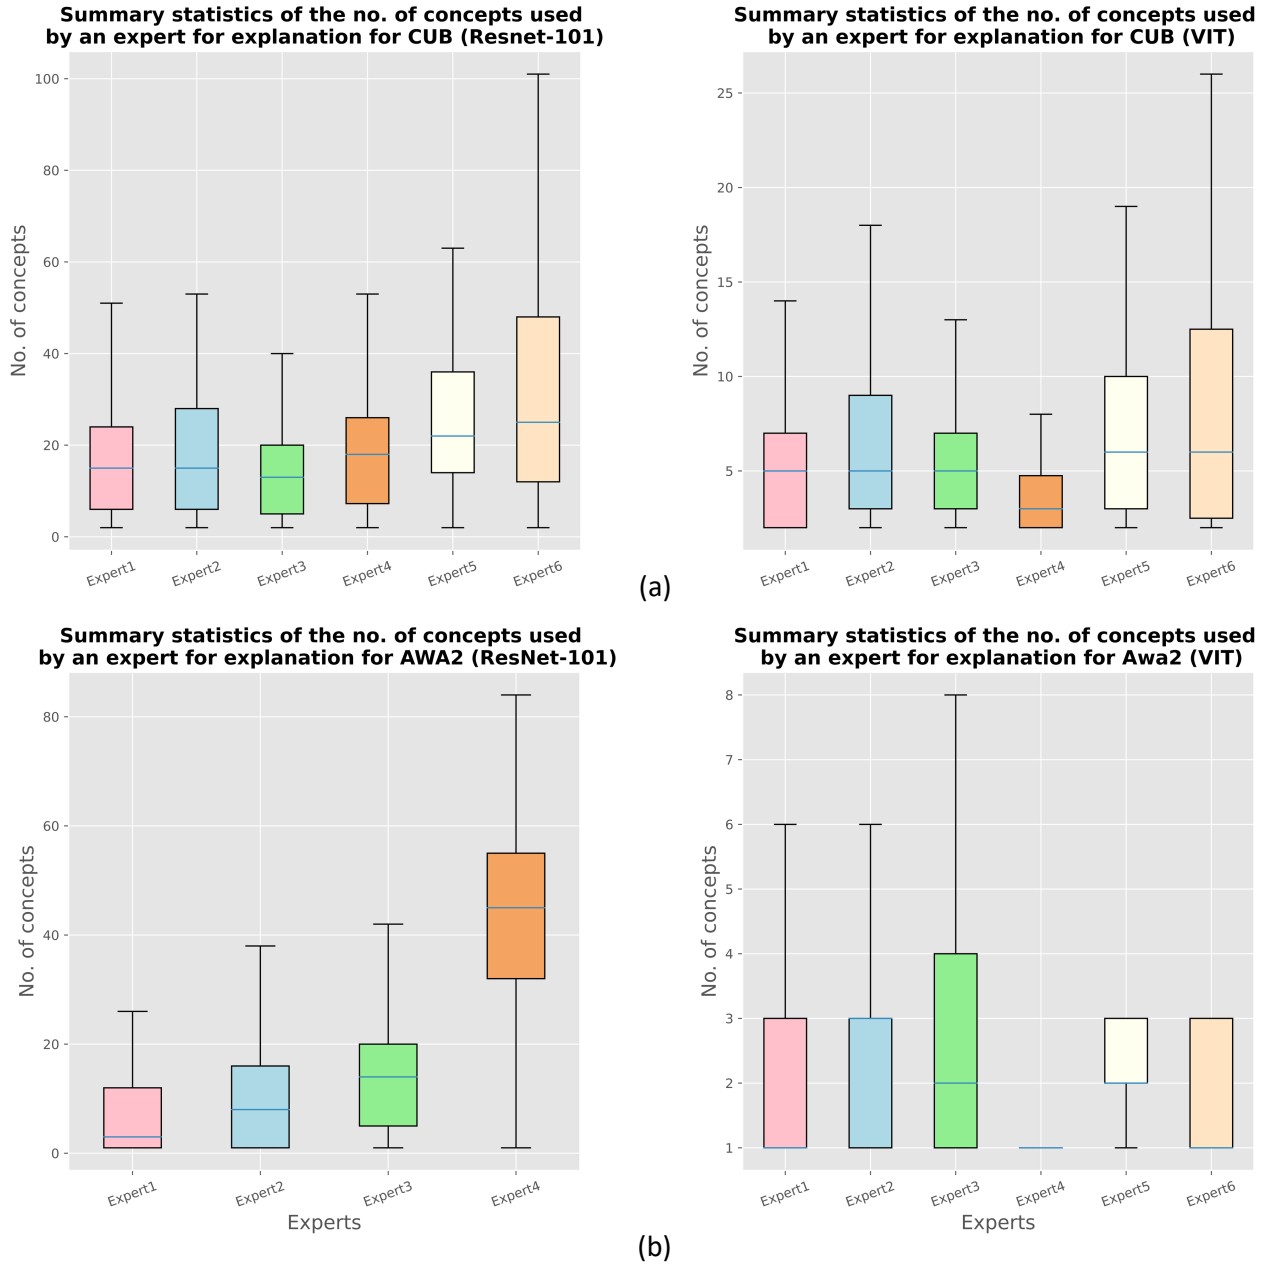 Summary statistics of the no. of concepts used
by an expert for explanation for CUB (Resnet-101)
No. of concepts
100
80
60
40
20
0
Expert1 Expert2 Expert3 Expert4 Expert5 Expert6
Summary statistics of the no. of concepts used
by an expert for explanation for CUB (VIT)
No. of concepts
25
20
15
10
5
Expert1 Expert2 Expert3 Expert4 Expert5 Expert6
(a)
Summary statistics of the no. of concepts used
by an expert for explanation for AWA2 (ResNet-101)
No. of concepts
80
60
40
20
0
Expert1 Expert2 Expert3 Expert4
Experts
Summary statistics of the no. of concepts used
by an expert for explanation for Awa2 (VIT)
No. of concepts
8
7
6
5
4
3
2
1
Expert1 Expert2 Expert3 Expert4 Expert5 Expert6
Experts
(b)